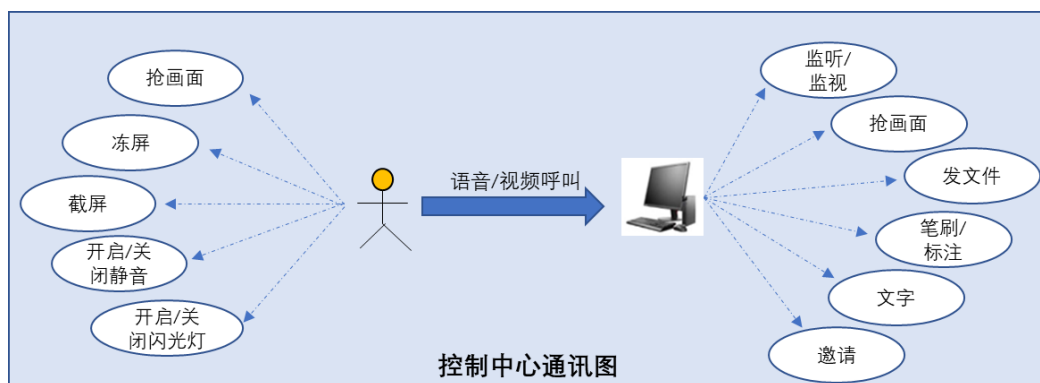 抢画面
冻屏
截屏
开启/关
闭静音
开启/关
闭闪光灯
语音/视频呼叫
监听/
监视
抢画面
发文件
笔刷/
标注
文字
邀请
控制中心通讯图